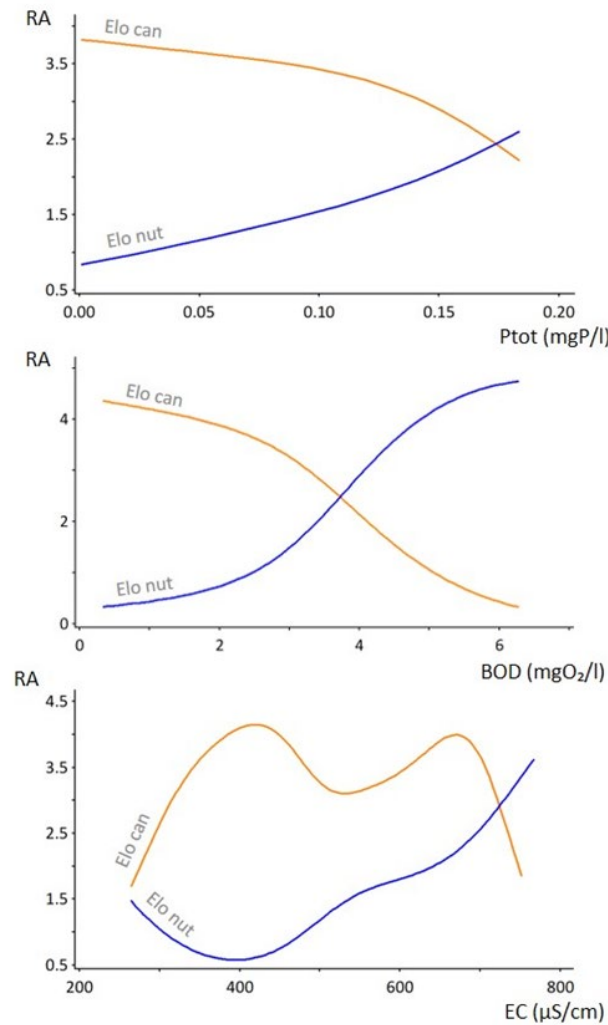 RA
Elo can
3.5
2.5
1.5
Elo nut
0.5
0.00 0.05 0.10 0.15 0.20
Ptot (mgP/l)
RA
Elo can
4
2
Elo nut
0
0 2 4 6
BOD (mgO₂/l)
RA
4.5
3.5
2.5
Elo can
1.5
Elo nut
0.5
200 400 600 800
EC (µS/cm)